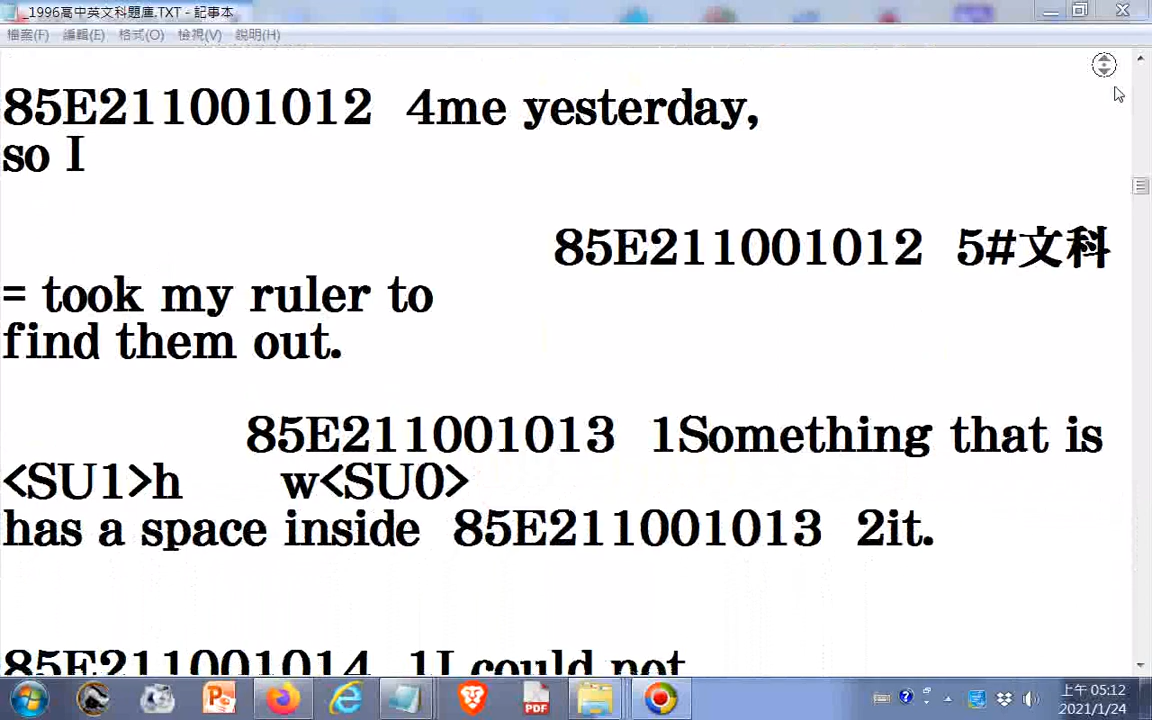 _1996高中英文科題庫.TXT - 記事本
檔案(F) 編輯(E) 格式(O) 檢視(V) 說明(H)
85E211001012 4me yesterday,
so I
85E211001012 5#文科
= took my ruler to
find them out.
85E211001013 1Something that is
<SU1>h w<SU0>
has a space inside 85E211001013 2it.
85E211001014 1I could not
PDF
上午 05:12
2021/1/24